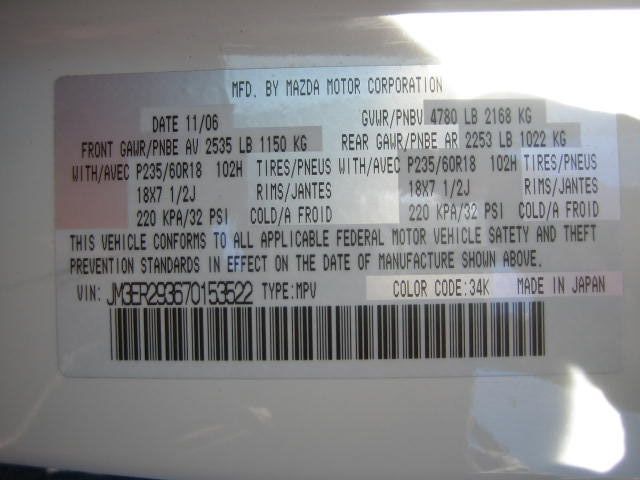 MFD. BY MAZDA MOTOR CORPORATION
DATE 11/06 GVWR/PNBV 4780 LB 2168 KG
FRONT GAWR/PNBE AV 2535 LB 1150 KG REAR GAWR/PNBE AR 2253 LB 1022 KG
WITH/AVEC P235/60R18 102H TIRES/PNEUS WITH/AVEC P235/60R18 102H TIRES/PNEUS
18X7 1/2J RIMS/JANTES 18X7 1/2J RIMS/JANTES
220 KPA/32 PSI COLD/A FROID 220 KPA/32 PSI COLD/A FROID
THIS VEHICLE CONFORMS TO ALL APPLICABLE FEDERAL MOTOR VEHICLE SAFETY AND THEFT
PREVENTION STANDARDS IN EFFECT ON THE DATE OF MANUFACTURE SHOWN ABOVE.
VIN: JM3ER293670153522 TYPE:MPV COLOR CODE:34K MADE IN JAPAN